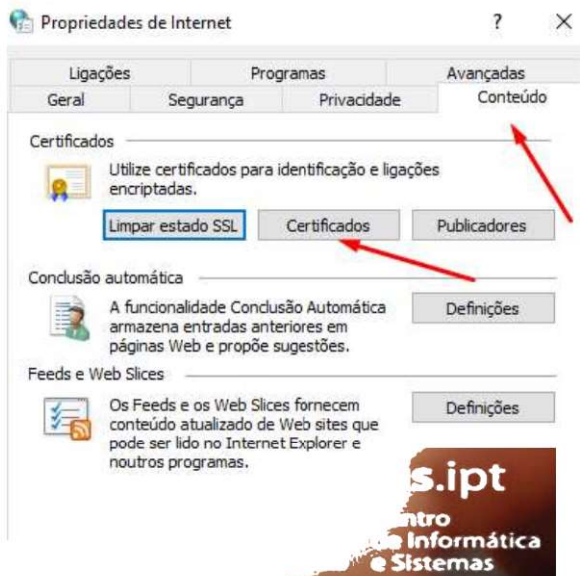 Propriedades de Internet
Ligações Programas Avançadas
Geral Segurança Privacidade Conteúdo
Certificados
Utilize certificados para identificação e ligações
encriptadas.
Limpar estado SSL Certificados Publicadores
Conclusão automática
A funcionalidade Conclusão Automática
armazena entradas anteriores em
páginas Web e propõe sugestões.
Definições
Feeds e Web Slices
Os Feeds e os Web Slices fornecem
conteúdo atualizado de Web sites que
pode ser lido no Internet Explorer e
noutros programas.
Definições
s.ipt
ntro
Informática
e Sistemas